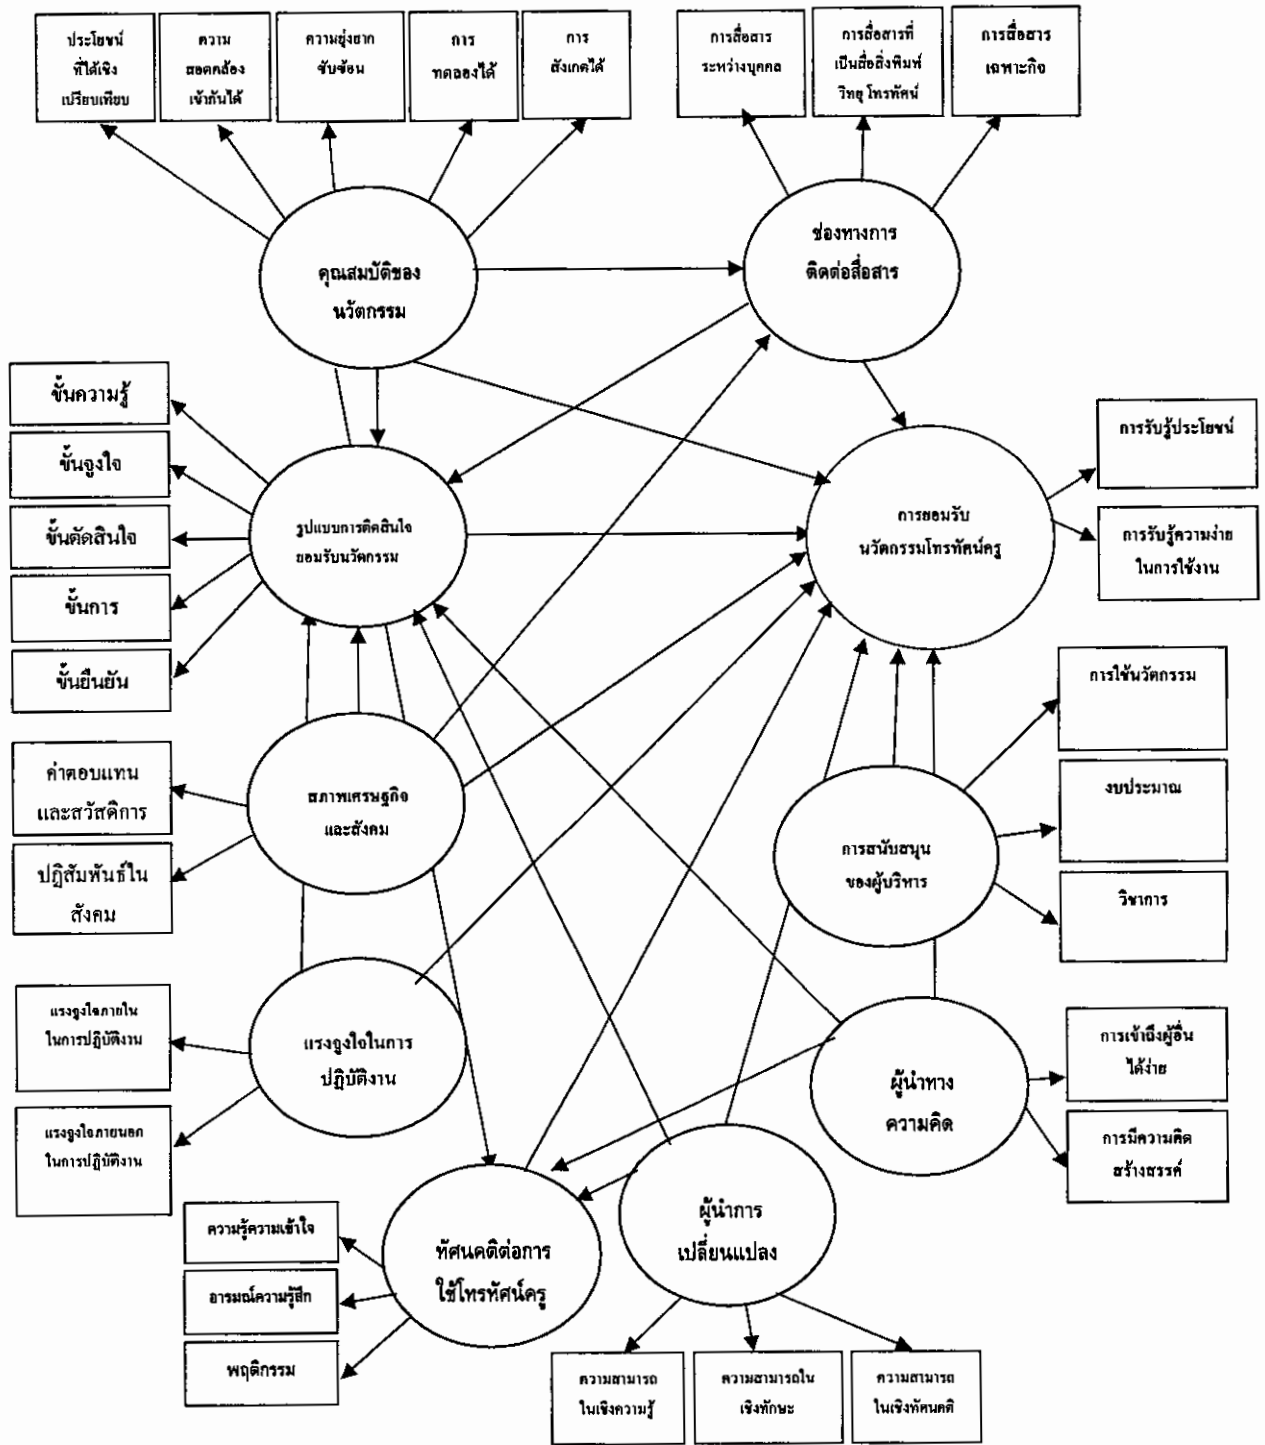 ประโยชน์
ที่ได้เชิง
เปรียบเทียบ
ความ
สอดคล้อง
เข้ากันได้
ความยุ่งยาก
ซับซ้อน
การ
ทดลองได้
การ
สังเกตได้
การสื่อสาร
ระหว่างบุคคล
การสื่อสารที่
เป็นสื่อสิ่งพิมพ์
วิทยุ โทรทัศน์
การสื่อสาร
เฉพาะกิจ
คุณสมบัติของ
นวัตกรรม
ช่องทางการ
ติดต่อสื่อสาร
ขั้นความรู้
ขั้นจูงใจ
ขั้นตัดสินใจ
ขั้นการ
ขั้นยืนยัน
รูปแบบการตัดสินใจ
ยอมรับนวัตกรรม
การยอมรับ
นวัตกรรมโทรทัศน์ครู
การรับรู้ประโยชน์
การรับรู้ความง่าย
ในการใช้งาน
ค่าตอบแทน
และสวัสดิการ
ปฏิสัมพันธ์ใน
สังคม
สภาพเศรษฐกิจ
และสังคม
การสนับสนุน
ของผู้บริหาร
การใช้นวัตกรรม
งบประมาณ
วิชาการ
แรงจูงใจภายใน
ในการปฏิบัติงาน
แรงจูงใจภายนอก
ในการปฏิบัติงาน
แรงจูงใจในการ
ปฏิบัติงาน
ผู้นำทาง
ความคิด
การเข้าถึงผู้อื่น
ได้ง่าย
การมีความคิด
สร้างสรรค์
ความรู้ความเข้าใจ
อารมณ์ความรู้สึก
พฤติกรรม
ทัศนคติต่อการ
ใช้โทรทัศน์ครู
ผู้นำการ
เปลี่ยนแปลง
ความสามารถ
ในเชิงความรู้
ความสามารถใน
เชิงทักษะ
ความสามารถ
ในเชิงทัศนคติ